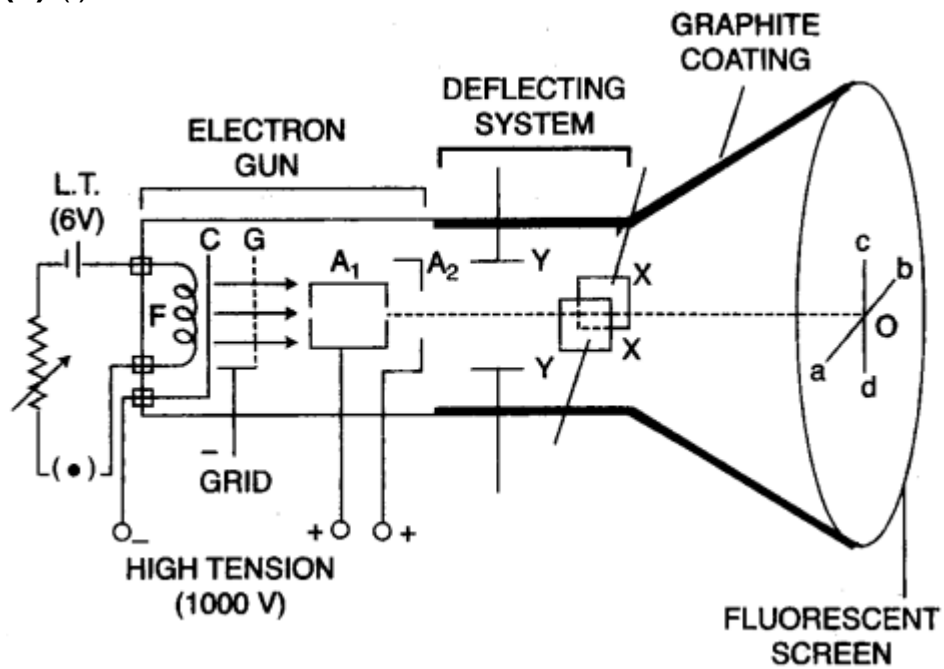 GRAPHITE
COATING
DEFLECTING
SYSTEM
ELECTRON
GUN
L.T.
(6V)
C G
A1 A2
Y
F
X
c
b
O
X
Y
a
d
–
GRID
– + +
HIGH TENSION
(1000 V)
FLUORESCENT
SCREEN